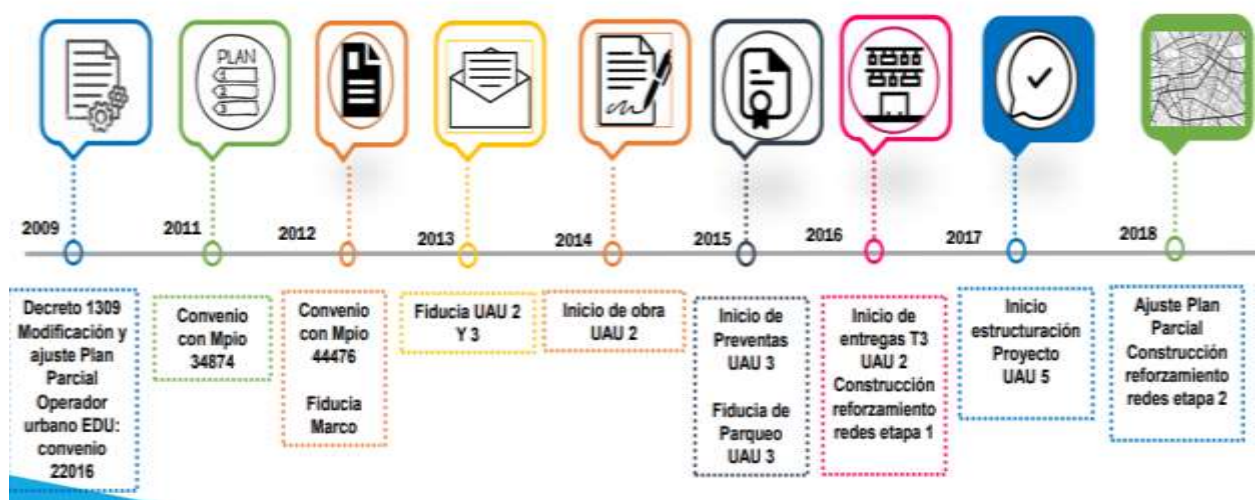 PLAN
1
2
3
2009
2011
2012
2013
2014
2015
2016
2017
2018
Decreto 1309
Modificación y
ajuste Plan
Parcial
Operador
urbano EDU:
convenio
22016
Convenio
con Mpio
34874
Convenio
con Mpio
44476
Fiducia
Marco
Fiducia UAU 2
Y 3
Inicio de obra
UAU 2
Inicio de
Preventas
UAU 3
Fiducia de
Parqueo
UAU 3
Inicio de
entregas T3
UAU 2
Construcción
reforzamiento
redes etapa 1
Inicio
estructuración
Proyecto
UAU 5
Ajuste Plan
Parcial
Construcción
reforzamiento
redes etapa 2